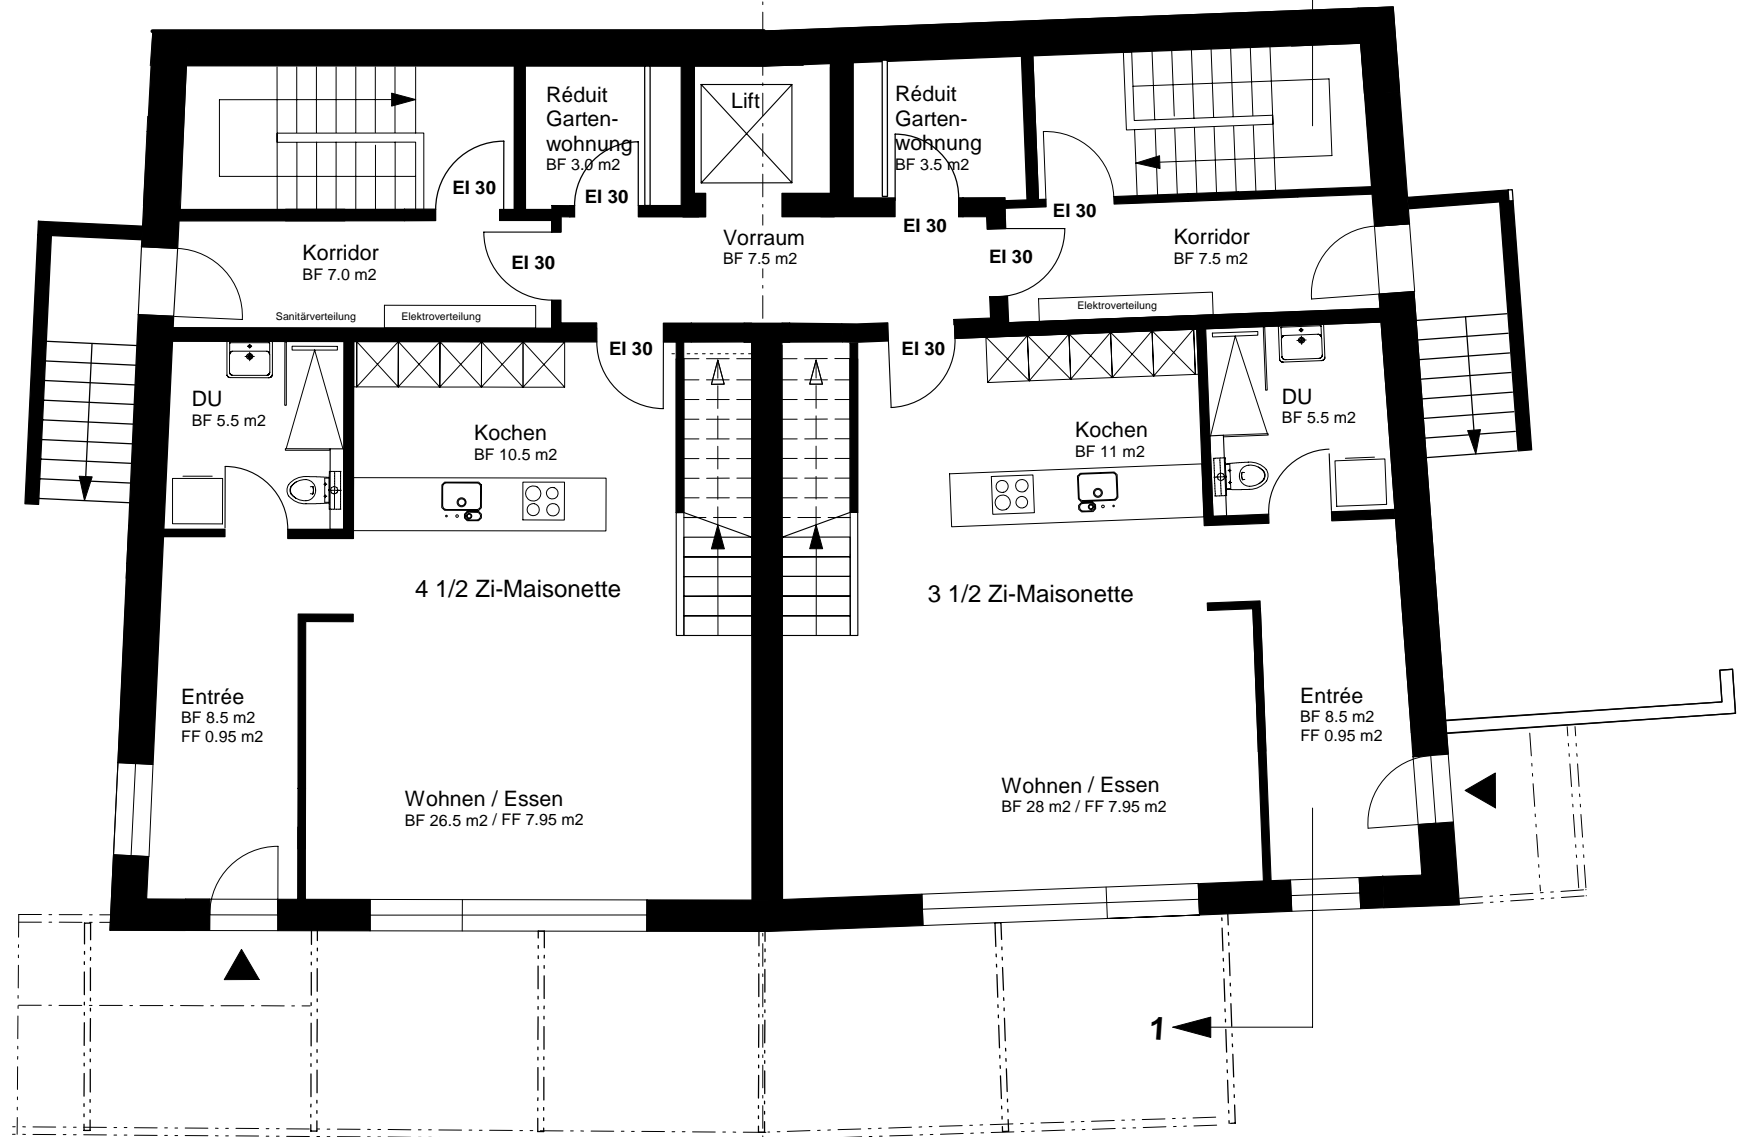 Réduit
Garten-
wohnung
BF 3.0 m2
Lift
Réduit
Garten-
wohnung
BF 3.5 m2
EI 30
EI 30
EI 30
EI 30
Korridor
BF 7.0 m2
EI 30
Vorraum
BF 7.5 m2
EI 30
Korridor
BF 7.5 m2
Sanitärverteilung
Elektroverteilung
Elektroverteilung
EI 30
EI 30
DU
BF 5.5 m2
Kochen
BF 10.5 m2
Kochen
BF 11 m2
DU
BF 5.5 m2
4 1/2 Zi-Maisonette
3 1/2 Zi-Maisonette
Entrée
BF 8.5 m2
FF 0.95 m2
Entrée
BF 8.5 m2
FF 0.95 m2
Wohnen / Essen
BF 26.5 m2 / FF 7.95 m2
Wohnen / Essen
BF 28 m2 / FF 7.95 m2
1